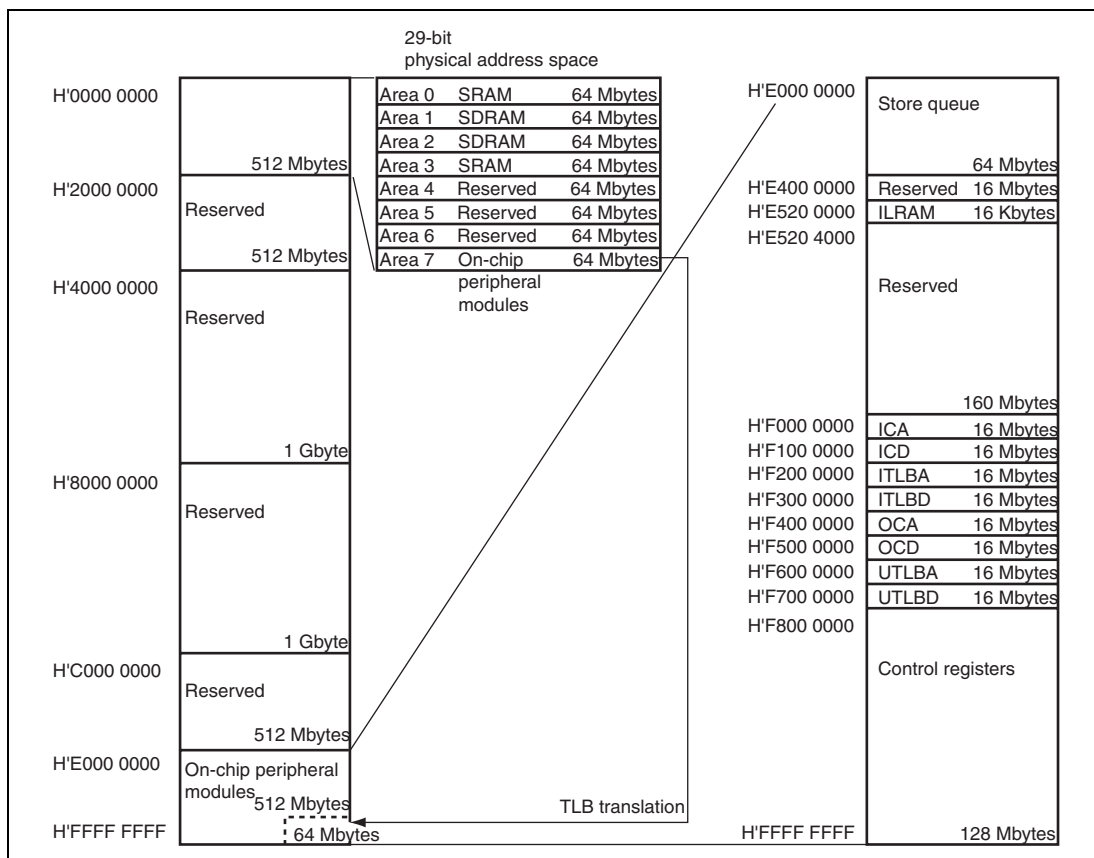 29-bit
physical address space
H'0000 0000
512 Mbytes
H'2000 0000
Reserved
512 Mbytes
H'4000 0000
Reserved
1 Gbyte
H'8000 0000
Reserved
1 Gbyte
H'C000 0000
Reserved
512 Mbytes
H'E000 0000
On-chip peripheral
modules
512 Mbytes
H'FFFF FFFF
64 Mbytes
Area 0 SRAM 64 Mbytes
Area 1 SDRAM 64 Mbytes
Area 2 SDRAM 64 Mbytes
Area 3 SRAM 64 Mbytes
Area 4 Reserved 64 Mbytes
Area 5 Reserved 64 Mbytes
Area 6 Reserved 64 Mbytes
Area 7 On-chip 64 Mbytes
peripheral
modules
TLB translation
H'E000 0000
Store queue
64 Mbytes
H'E400 0000 Reserved 16 Mbytes
H'E520 0000 ILRAM 16 Kbytes
H'E520 4000
Reserved
160 Mbytes
H'F000 0000 ICA 16 Mbytes
H'F100 0000 ICD 16 Mbytes
H'F200 0000 ITLBA 16 Mbytes
H'F300 0000 ITLBD 16 Mbytes
H'F400 0000 OCA 16 Mbytes
H'F500 0000 OCD 16 Mbytes
H'F600 0000 UTLBA 16 Mbytes
H'F700 0000 UTLBD 16 Mbytes
H'F800 0000
Control registers
H'FFFF FFFF 128 Mbytes